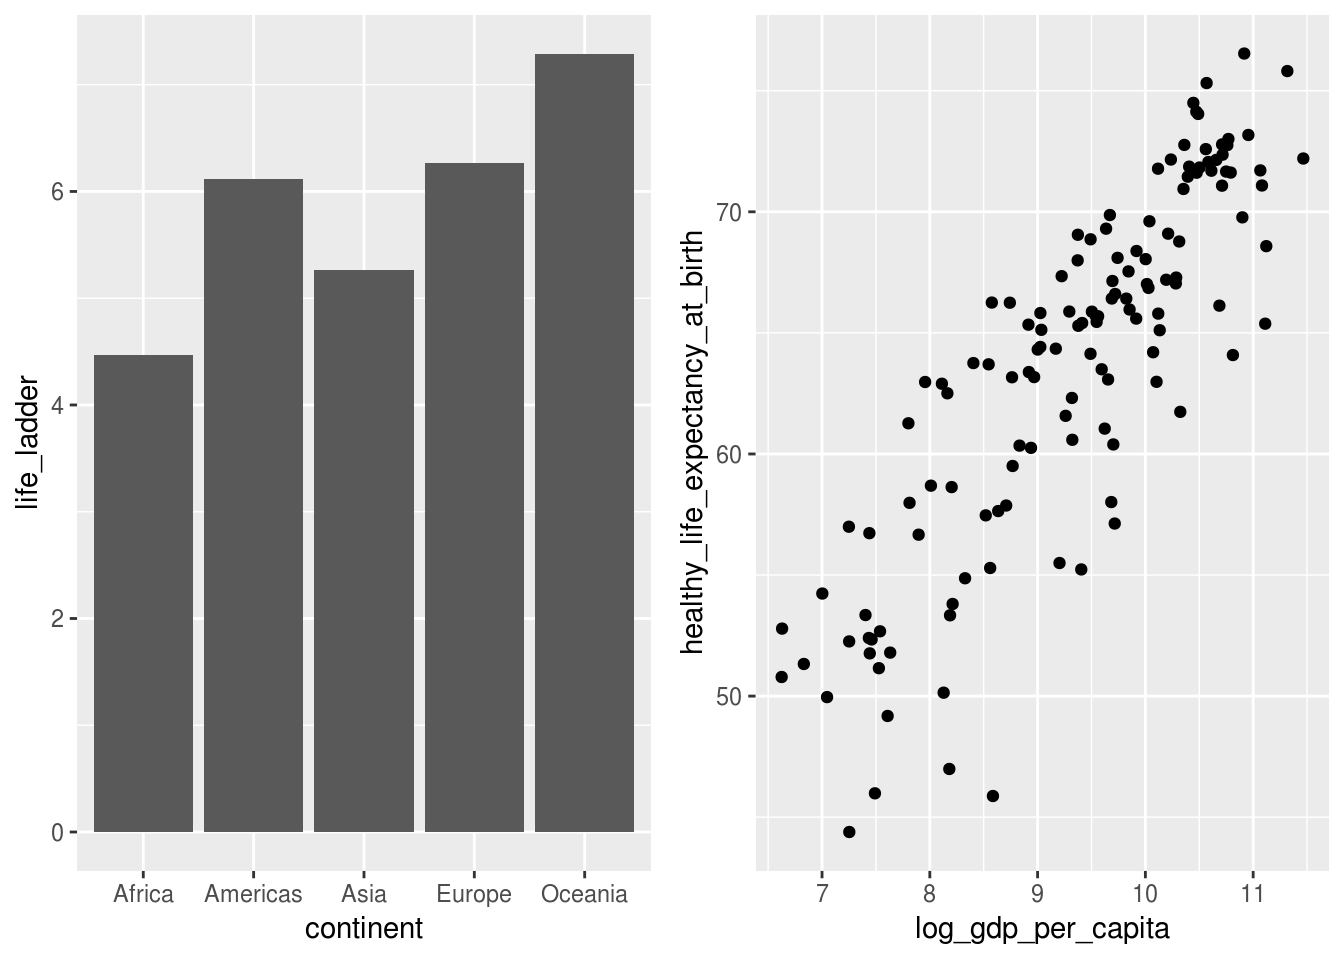 life_ladder
6
4
2
0
Africa Americas Asia Europe Oceania
continent
healthy_life_expectancy_at_birth
70
60
50
7 8 9 10 11
log_gdp_per_capita